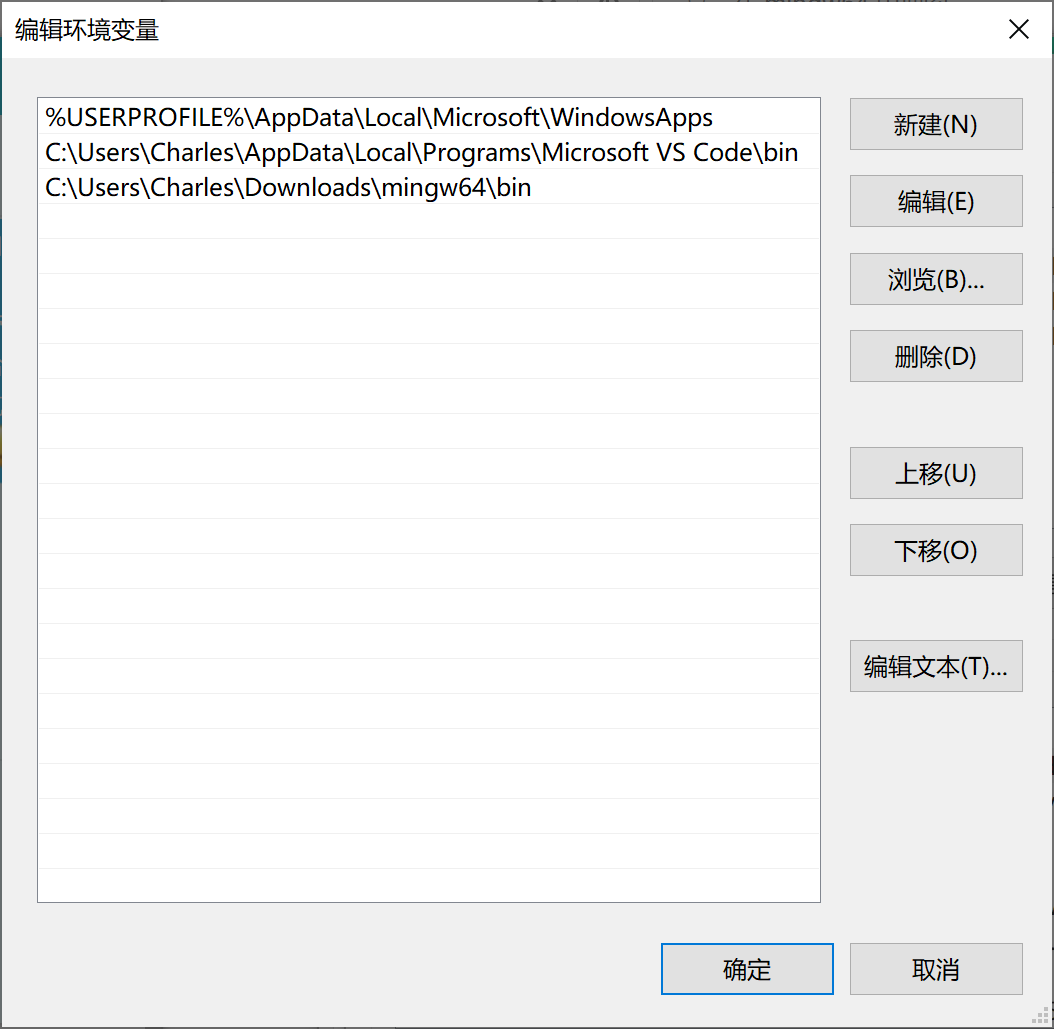 编辑环境变量
%USERPROFILE%\AppData\Local\Microsoft\WindowsApps
C:\Users\Charles\AppData\Local\Programs\Microsoft VS Code\bin
C:\Users\Charles\Downloads\mingw64\bin
新建(N)
编辑(E)
浏览(B)...
删除(D)
上移(U)
下移(O)
编辑文本(T)...
确定
取消